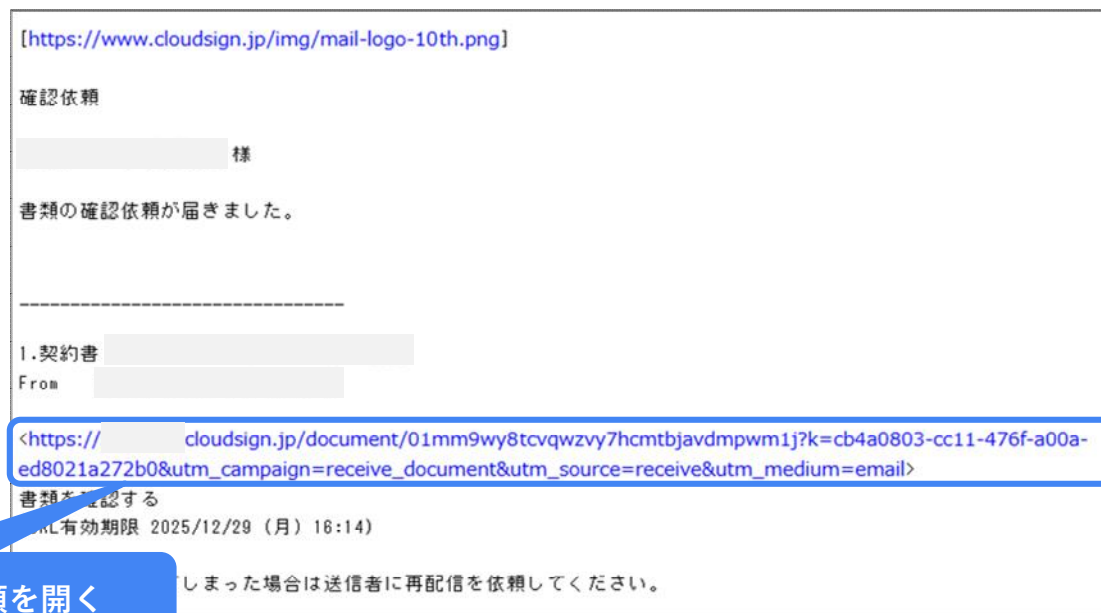 [https://www.cloudsign.jp/img/mail-logo-10th.png]
確認依頼
様
書類の確認依頼が届きました。
--------------------------------
1.契約書
From
<https:// cloudsign.jp/document/01mm9wy8tcvqwzvy7hcmtbjavdmpwm1j?k=cb4a0803-cc11-476f-a00a-
ed8021a272b0&utm_campaign=receive_document&utm_source=receive&utm_medium=email>
書類を確認する
URL有効期限 2025/12/29 (月) 16:14)
しまった場合は送信者に再配信を依頼してください。
を開く